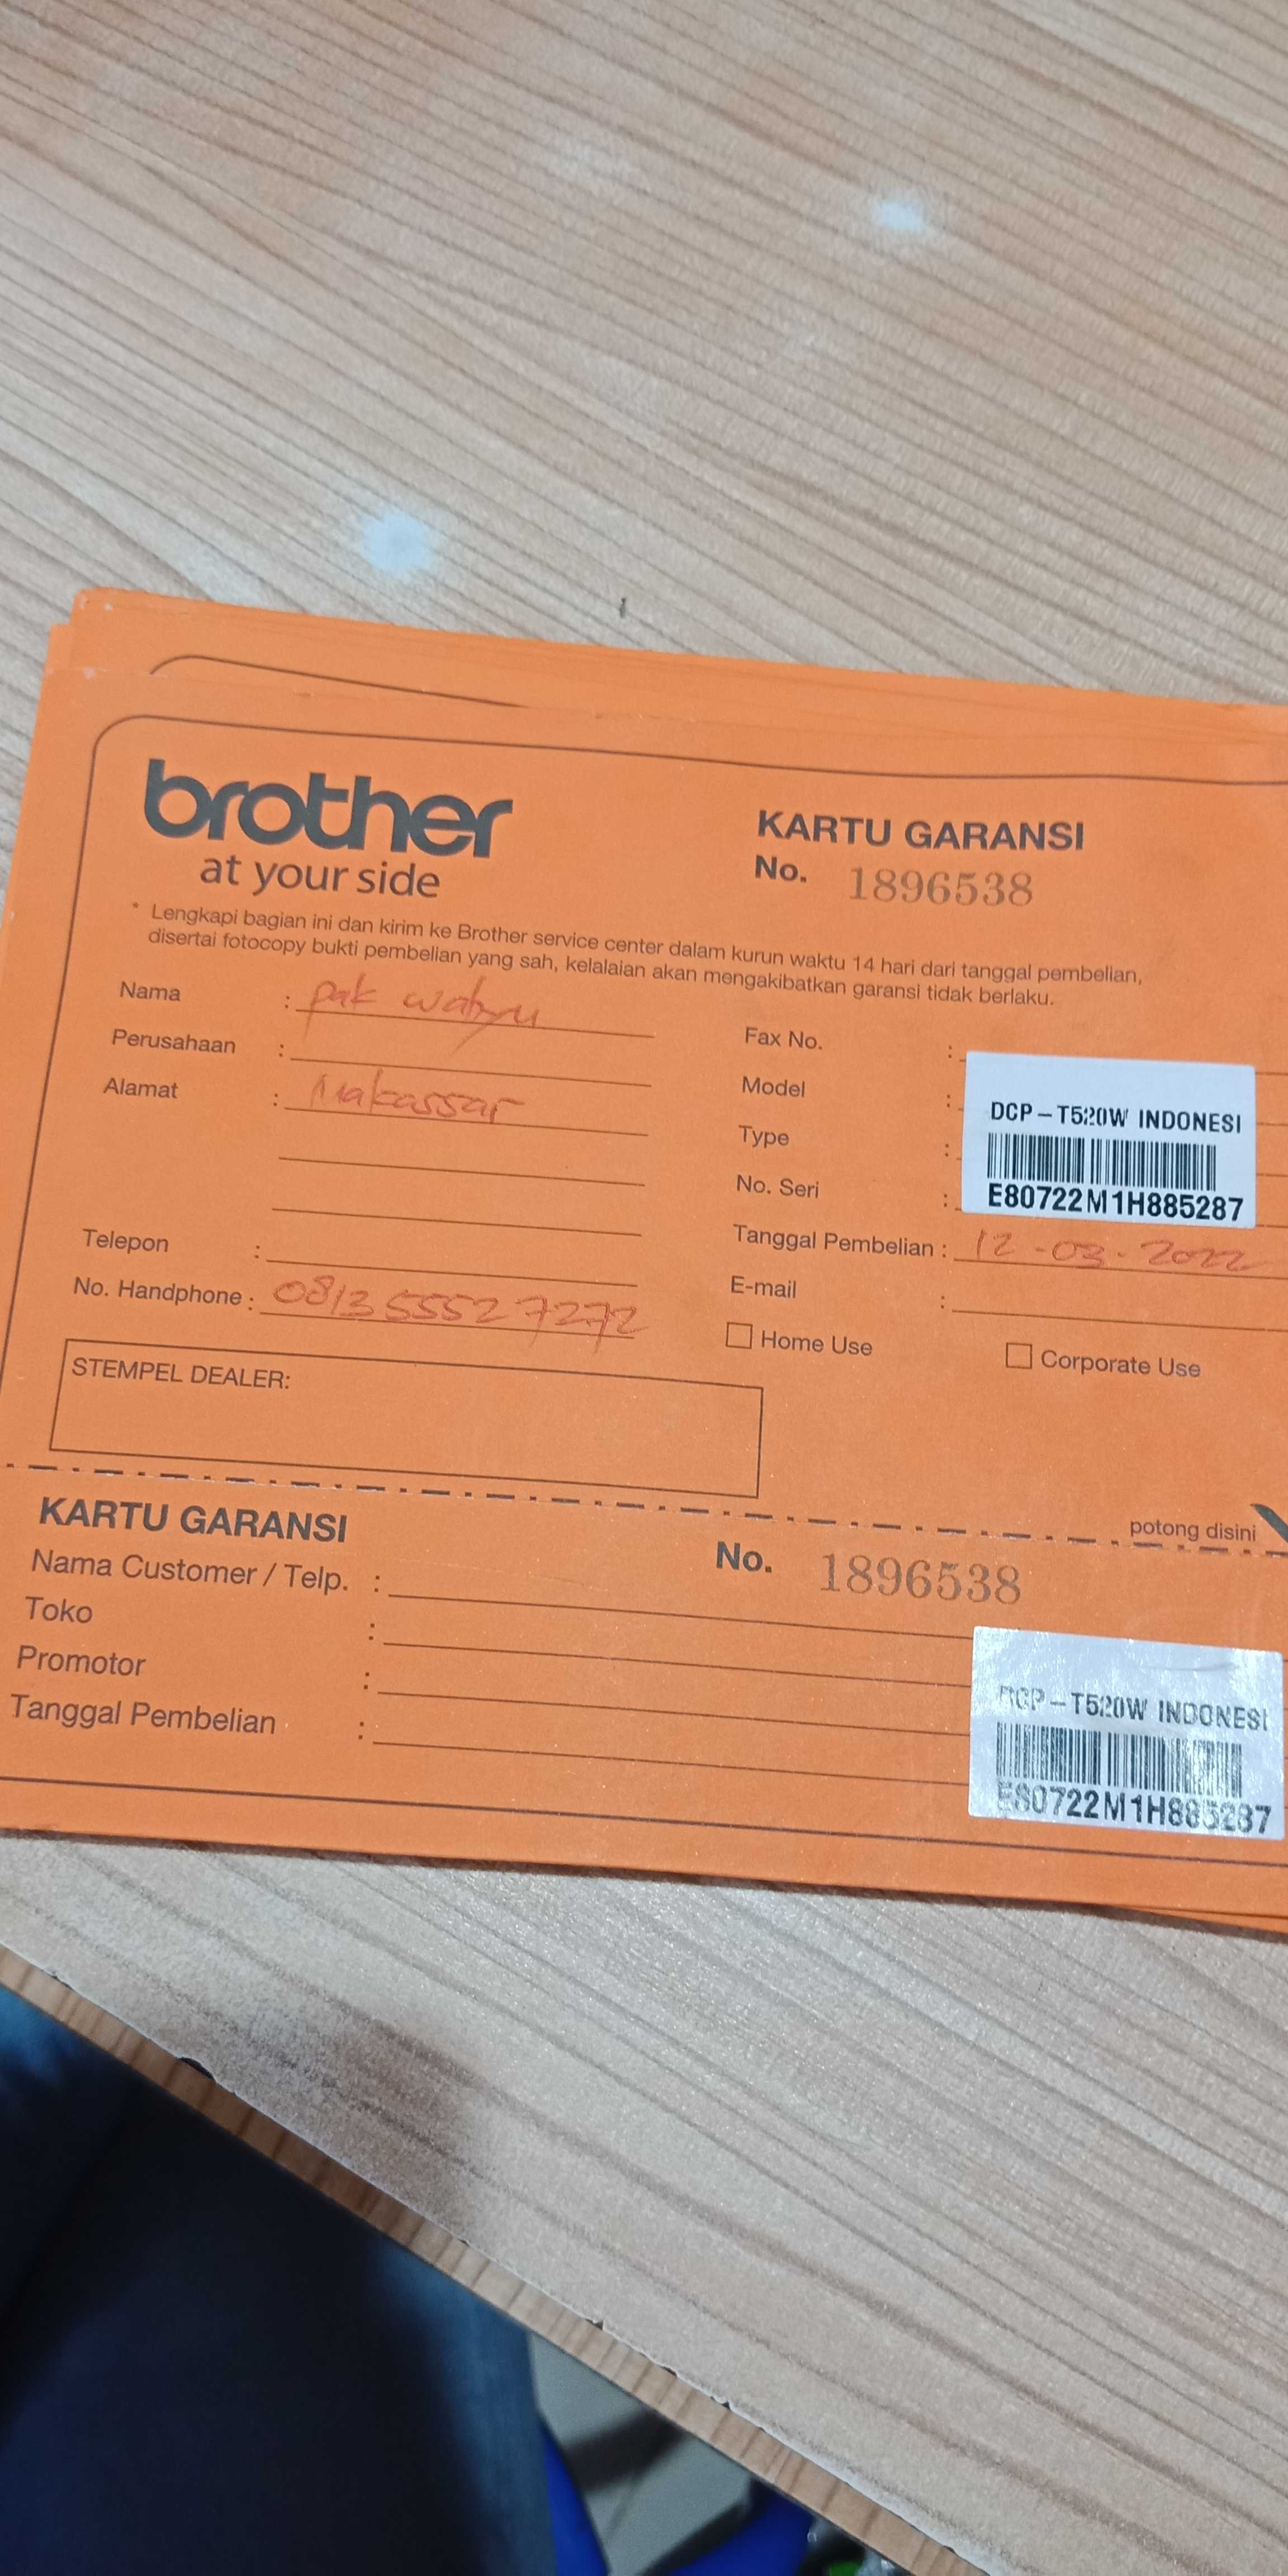 brother
at your side
KARTU GARANSI
No. 1896538
* Lengkapi bagian ini dan kirim ke Brother service center dalam kurun waktu 14 hari dari tanggal pembelian,
disertai fotocopy bukti pembelian yang sah, kelalaian akan mengakibatkan garansi tidak berlaku.
Nama : Pak wahyu
Perusahaan :
Alamat : Makassar
Telepon :
No. Handphone : 081355527272
Fax No. :
Model :
Type :
No. Seri :
DCP-T520W INDONESI
E80722M1H885287
Tanggal Pembelian : 12-03-2022
E-mail :
Home Use
Corporate Use
STEMPEL DEALER:
potong disini
KARTU GARANSI
No. 1896538
Nama Customer / Telp. :
Toko :
Promotor :
Tanggal Pembelian :
DCP-T520W INDONESI
E80722M1H885287